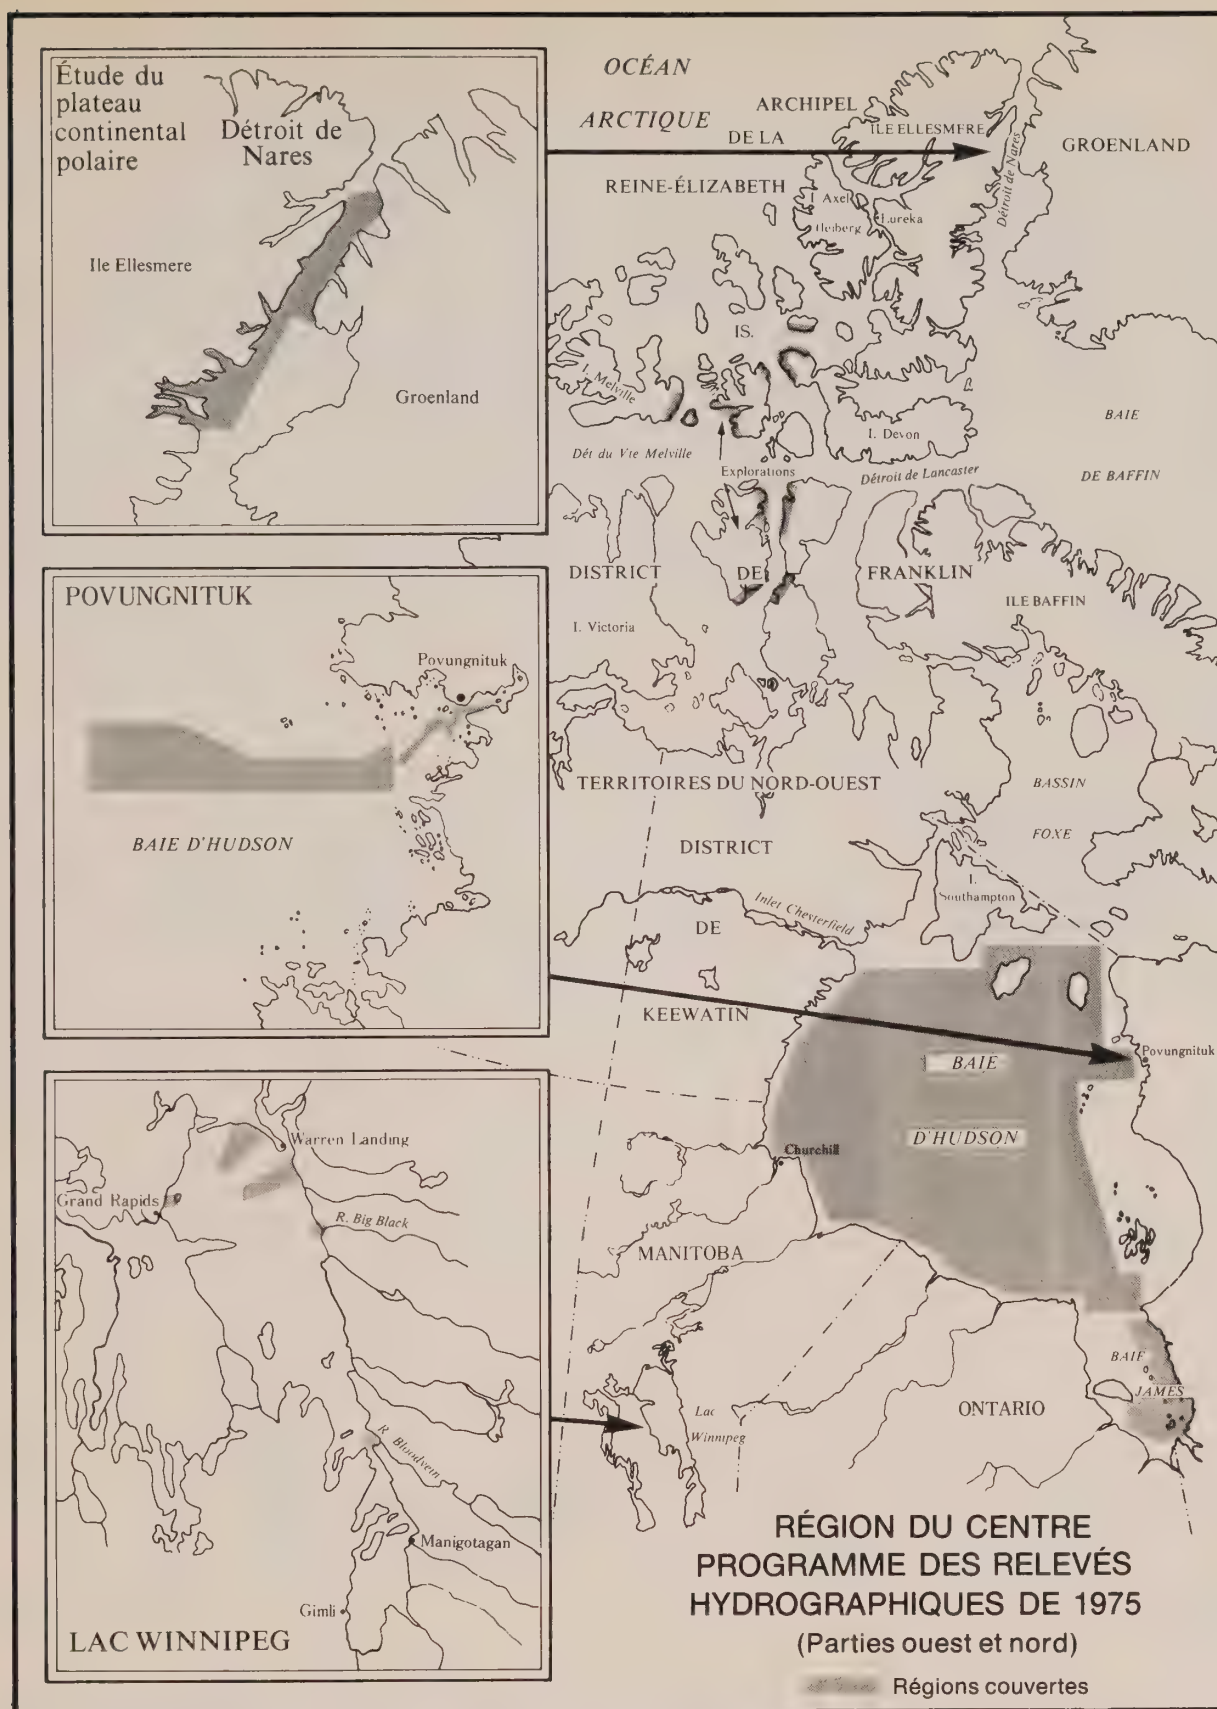 Étude du
plateau
continental
polaire
Détroit de
Nares
Ile Ellesmere
Groenland
POVUNGNITUK
Povungnituk
BAIE D'HUDSON
Warren Landing
Grand Rapids
R. Big Black
R. Bloodvein
Manigotagan
Gimli
LAC WINNIPEG
OCÉAN
ARCTIQUE
ARCHIPEL
DE LA
REINE-ÉLIZABETH
IS.
ILE ELLESMERE
GROENLAND
Détroit de Nares
I. Axel
Heiberg
Eureka
I. Melville
I. Devon
BAIE
DE BAFFIN
Dét du Vte Melville
Explorations
Détroit de Lancaster
DISTRICT
DE
FRANKLIN
I. Victoria
ILE BAFFIN
TERRITOIRES DU NORD-OUEST
BASSIN
FOXE
DISTRICT
DE
KEEWATIN
I.
Southampton
Inlet Chesterfield
BAIE
D'HUDSON
Povungnituk
Churchill
MANITOBA
Lac
Winnipeg
ONTARIO
BAIE
JAMES
RÉGION DU CENTRE
PROGRAMME DES RELEVÉS
HYDROGRAPHIQUES DE 1975
(Parties ouest et nord)
Régions couvertes